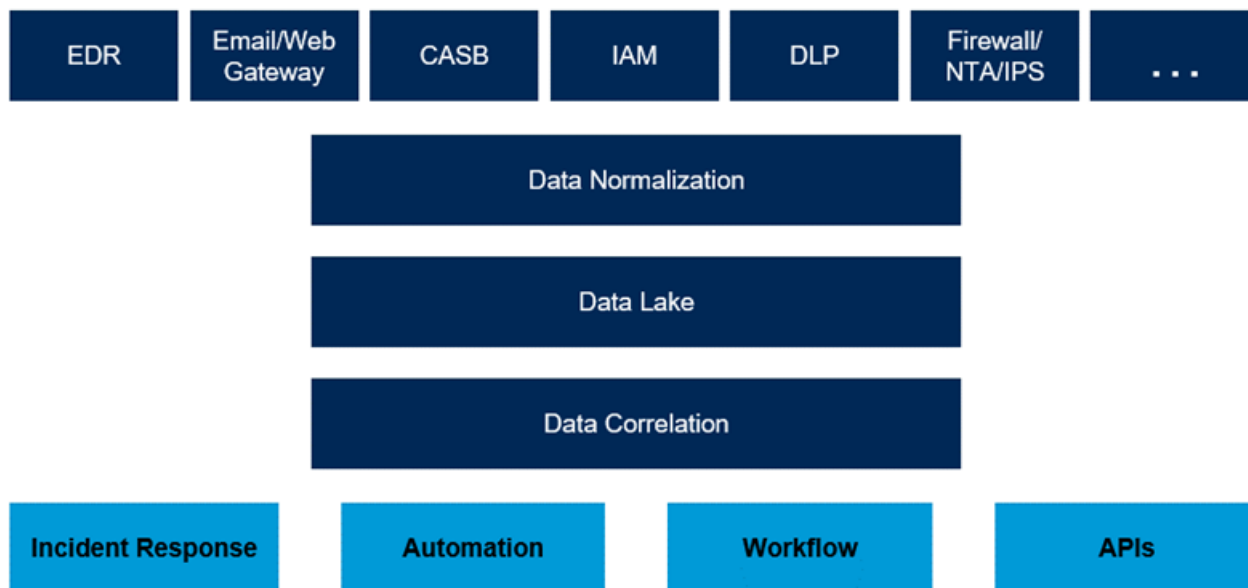 EDR
Email/Web
Gateway
CASB
IAM
DLP
Firewall/
NTA/IPS
...
Data Normalization
Data Lake
Data Correlation
Incident Response
Automation
Workflow
APIs